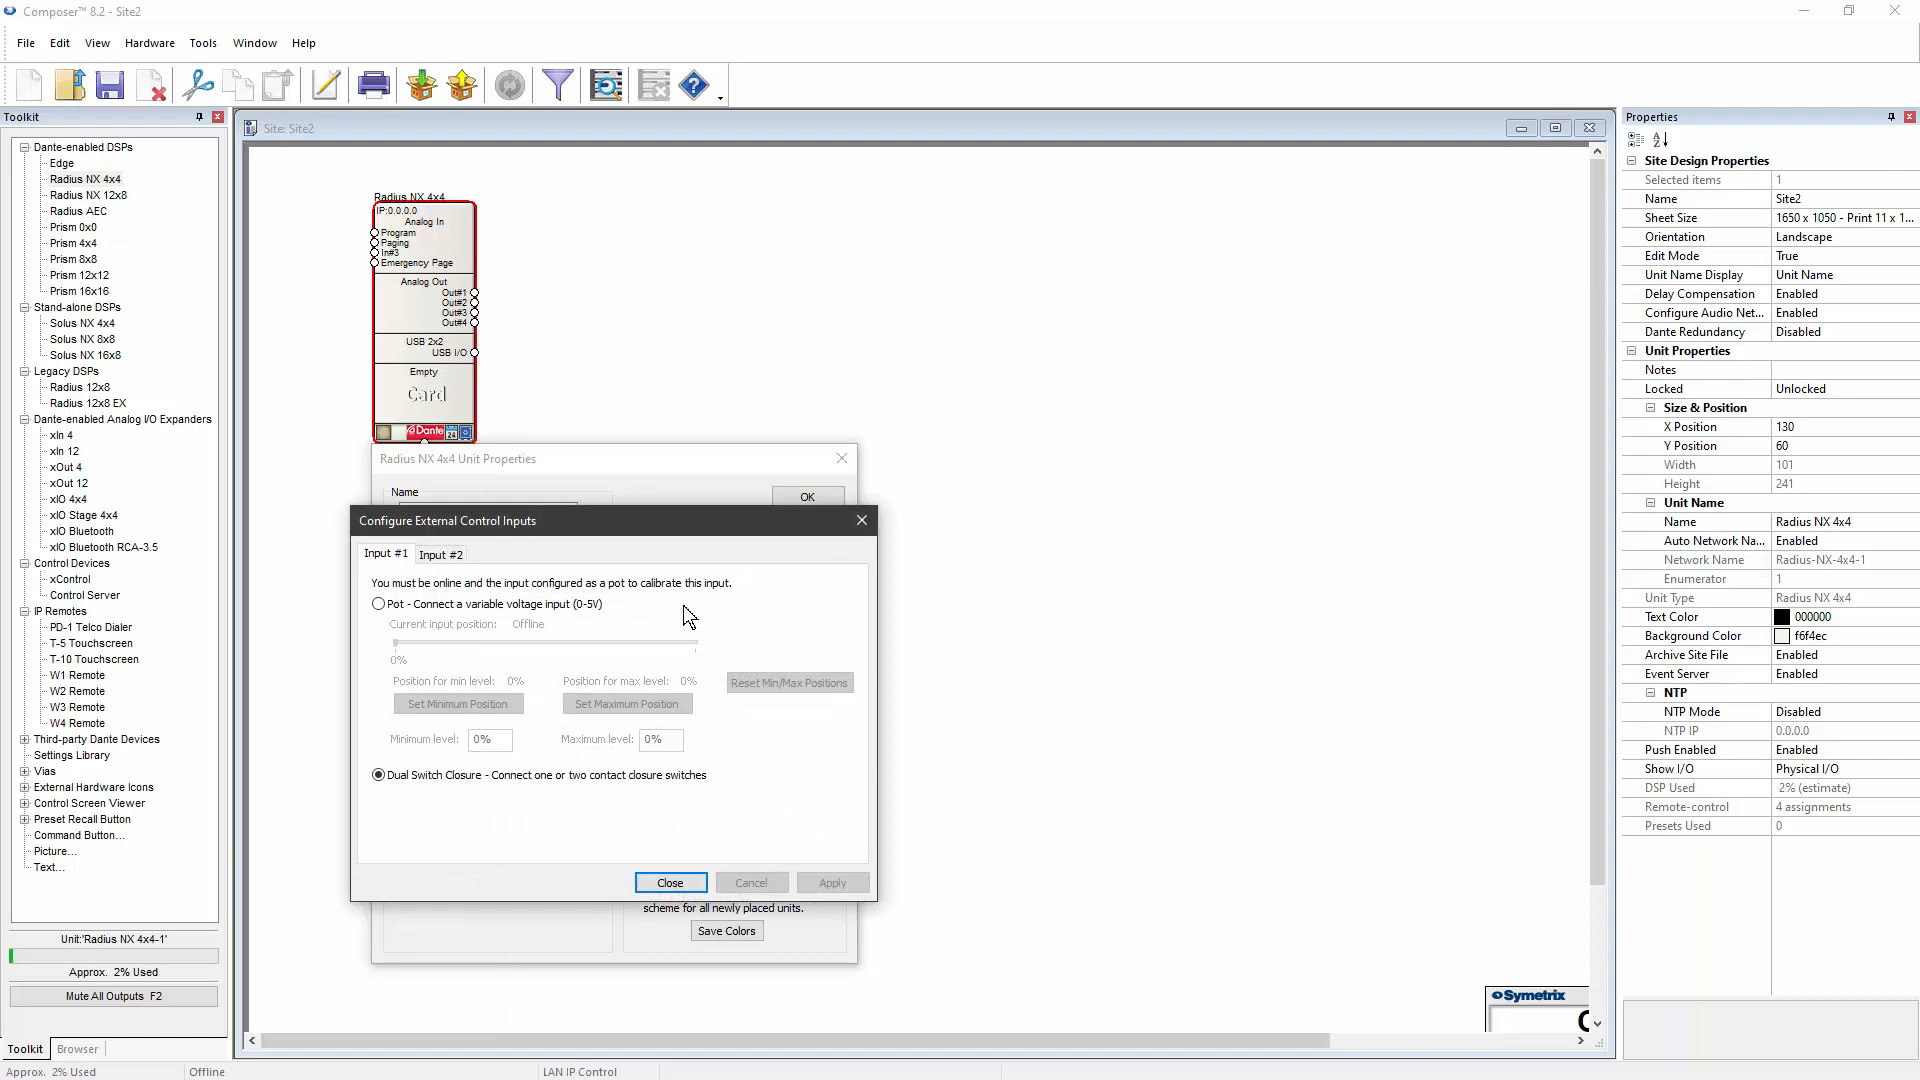 Composer™ 8.2 - Site2
File Edit View Hardware Tools Window Help
Toolkit
Dante-enabled DSPs
Edge
Radius NX 4x4
Radius NX 12x8
Radius AEC
Prism 0x0
Prism 4x4
Prism 8x8
Prism 12x12
Prism 16x16
Stand-alone DSPs
Solus NX 4x4
Solus NX 8x8
Solus NX 16x8
Legacy DSPs
Radius 12x8
Radius 12x8 EX
Dante-enabled Analog I/O Expanders
xIn 4
xIn 12
xOut 4
xOut 12
xIO 4x4
xIO Stage 4x4
xIO Bluetooth
xIO Bluetooth RCA-3.5
Control Devices
xControl
Control Server
IP Remotes
PD-1 Telco Dialer
T-5 Touchscreen
T-10 Touchscreen
W1 Remote
W2 Remote
W3 Remote
W4 Remote
Third-party Dante Devices
Settings Library
Vias
External Hardware Icons
Control Screen Viewer
Preset Recall Button
Command Button...
Picture...
Text...
Unit:'Radius NX 4x4-1'
Approx. 2% Used
Mute All Outputs F2
Toolkit Browser
Approx. 2% Used Offline LAN IP Control
Site: Site2
Radius NX 4x4
IP:0.0.0.0
Analog In
Program
Paging
In#3
Emergency Page
Analog Out
Out#1
Out#2
Out#3
Out#4
USB 2x2
USB I/O
Empty
Card
Dante 24
Radius NX 4x4 Unit Properties
Name
OK
Configure External Control Inputs
Input #1 Input #2
You must be online and the input configured as a pot to calibrate this input.
Pot - Connect a variable voltage input (0-5V)
Current input position: Offline
0%
Position for min level: 0% Position for max level: 0% Reset Min/Max Positions
Set Minimum Position Set Maximum Position
Minimum level: 0% Maximum level: 0%
Dual Switch Closure - Connect one or two contact closure switches
Close Cancel Apply
scheme for all newly placed units.
Save Colors
Symetrix
Properties
Site Design Properties
Selected items 1
Name Site2
Sheet Size 1650 x 1050 - Print 11 x 1...
Orientation Landscape
Edit Mode True
Unit Name Display Unit Name
Delay Compensation Enabled
Configure Audio Net... Enabled
Dante Redundancy Disabled
Unit Properties
Notes
Locked Unlocked
Size & Position
X Position 130
Y Position 60
Width 101
Height 241
Unit Name
Name Radius NX 4x4
Auto Network Na... Enabled
Network Name Radius-NX-4x4-1
Enumerator 1
Unit Type Radius NX 4x4
Text Color 000000
Background Color f6f4ec
Archive Site File Enabled
Event Server Enabled
NTP
NTP Mode Disabled
NTP IP 0.0.0.0
Push Enabled Enabled
Show I/O Physical I/O
DSP Used 2% (estimate)
Remote-control 4 assignments
Presets Used 0